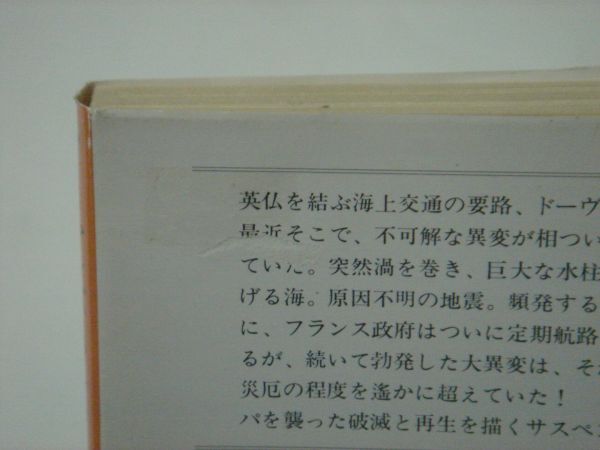 英仏を結ぶ海上交通の要路、ドーヴ
最近そこで、不可解な異変が相つい
ていた。突然渦を巻き、巨大な水柱
げる海。原因不明の地震。頻発する
に、フランス政府はついに定期航路
るが、続いて勃発した大異変は、それ
災厄の程度を遙かに超えていた！
パを襲った破滅と再生を描くサスペン